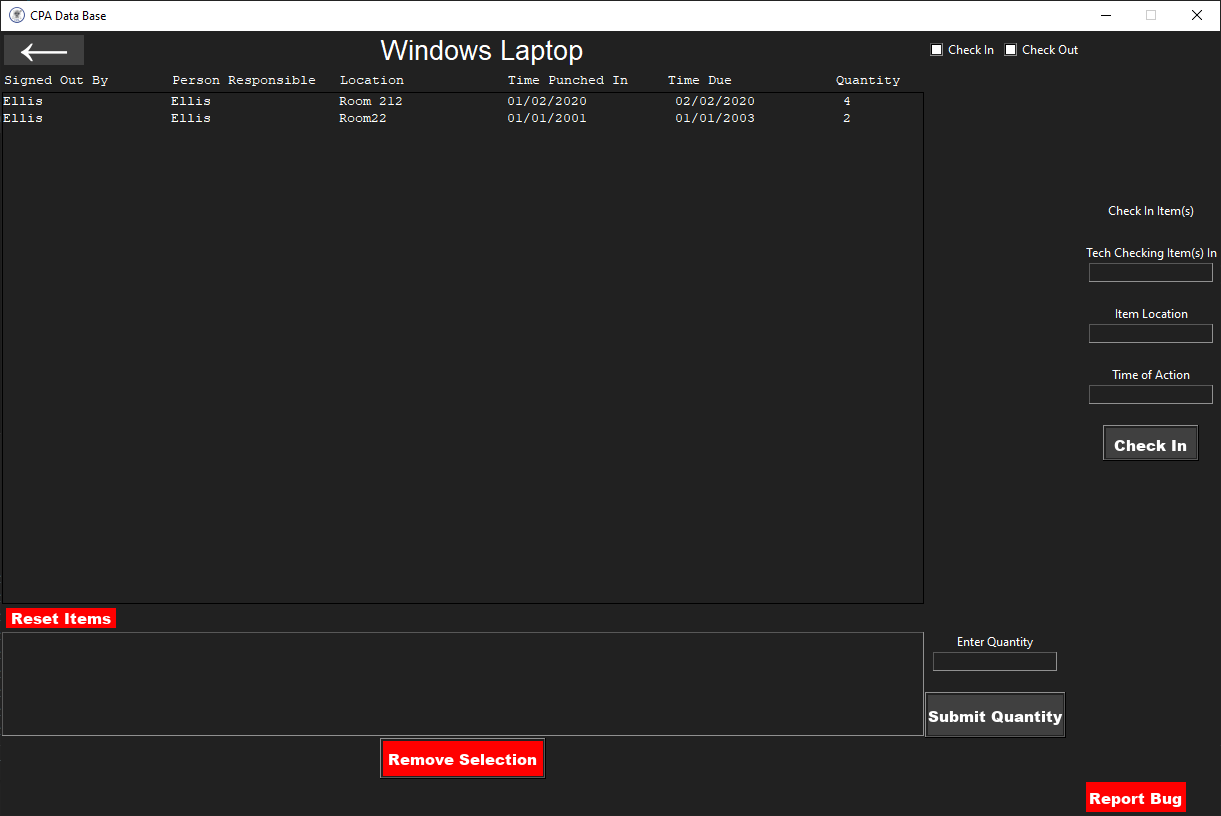 CPA Data Base
Windows Laptop
Check In Check Out
Signed Out By Person Responsible Location Time Punched In Time Due Quantity
Ellis Ellis Room 212 01/02/2020 02/02/2020 4
Ellis Ellis Room22 01/01/2001 01/01/2003 2
Check In Item(s)
Tech Checking Item(s) In
Item Location
Time of Action
Check In
Reset Items
Enter Quantity
Submit Quantity
Remove Selection
Report Bug